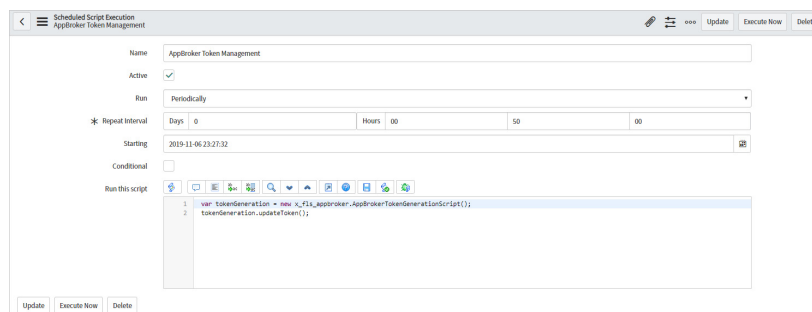 Scheduled Script Execution
AppBroker Token Management
Update Execute Now Delet
Name AppBroker Token Management
Active
Run Periodically
Repeat Interval Days 0 Hours 00 50 00
Starting 2019-11-06 23:27:32
Conditional
Run this script
1 var tokenGeneration = new x_fls_appbroker.AppBrokerTokenGenerationScript();
2 tokenGeneration.updateToken();
Update Execute Now Delete